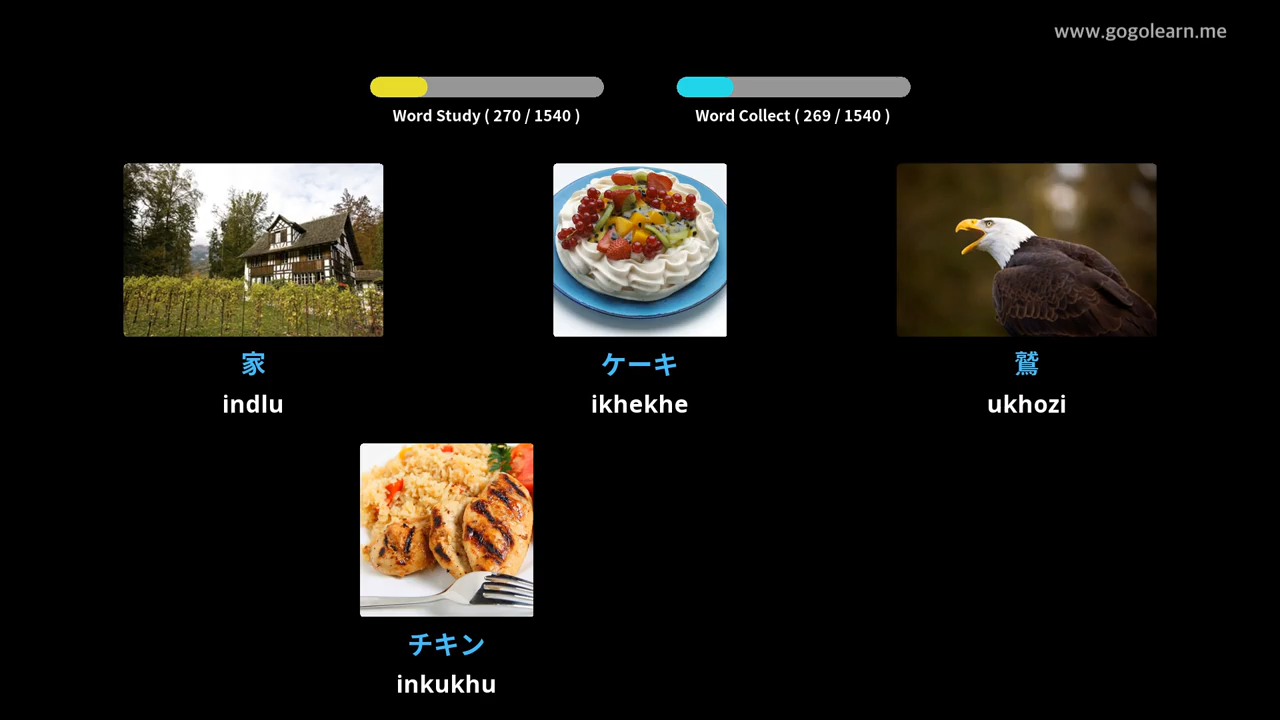 www.gogolearn.me
Word Study ( 270 / 1540 )
Word Collect ( 269 / 1540 )
家
indlu
ケーキ
ikhekhe
鷲
ukhozi
チキン
inkukhu